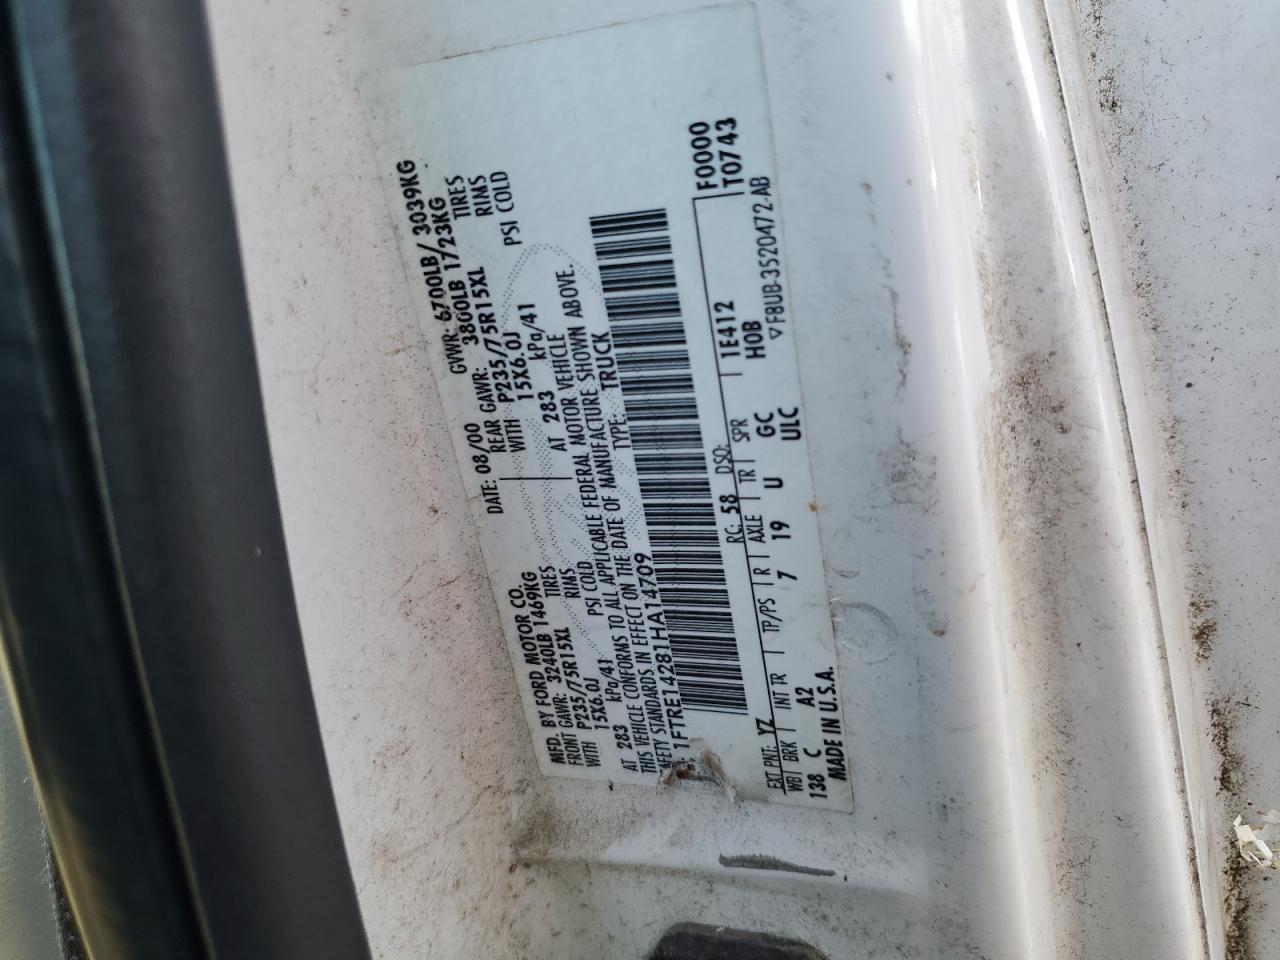 MFD. BY FORD MOTOR CO.
DATE: 08/00 GVWR: 6700LB/ 3039KG
FRONT GAWR: 3240LB 1469KG REAR GAWR: 3800LB 1723KG
WITH P235/75R15XL TIRES WITH P235/75R15XL TIRES
15X6.0J RIMS 15X6.0J RIMS
AT 283 kPa/41 PSI COLD AT 283 kPa/41 PSI COLD
THIS VEHICLE CONFORMS TO ALL APPLICABLE FEDERAL MOTOR VEHICLE
AFETY STANDARDS IN EFFECT ON THE DATE OF MANUFACTURE SHOWN ABOVE.
1FTRE14281HA14709 TYPE: TRUCK
F0000
T0743
EXT PNT: YZ RC: 58 DSO:
WB BRK INT TR TP/PS R AXLE TR SPR 1E412
138 C A2 7 19 U GC HOB
MADE IN U.S.A. ULC ▽F8UB-3520472-AB